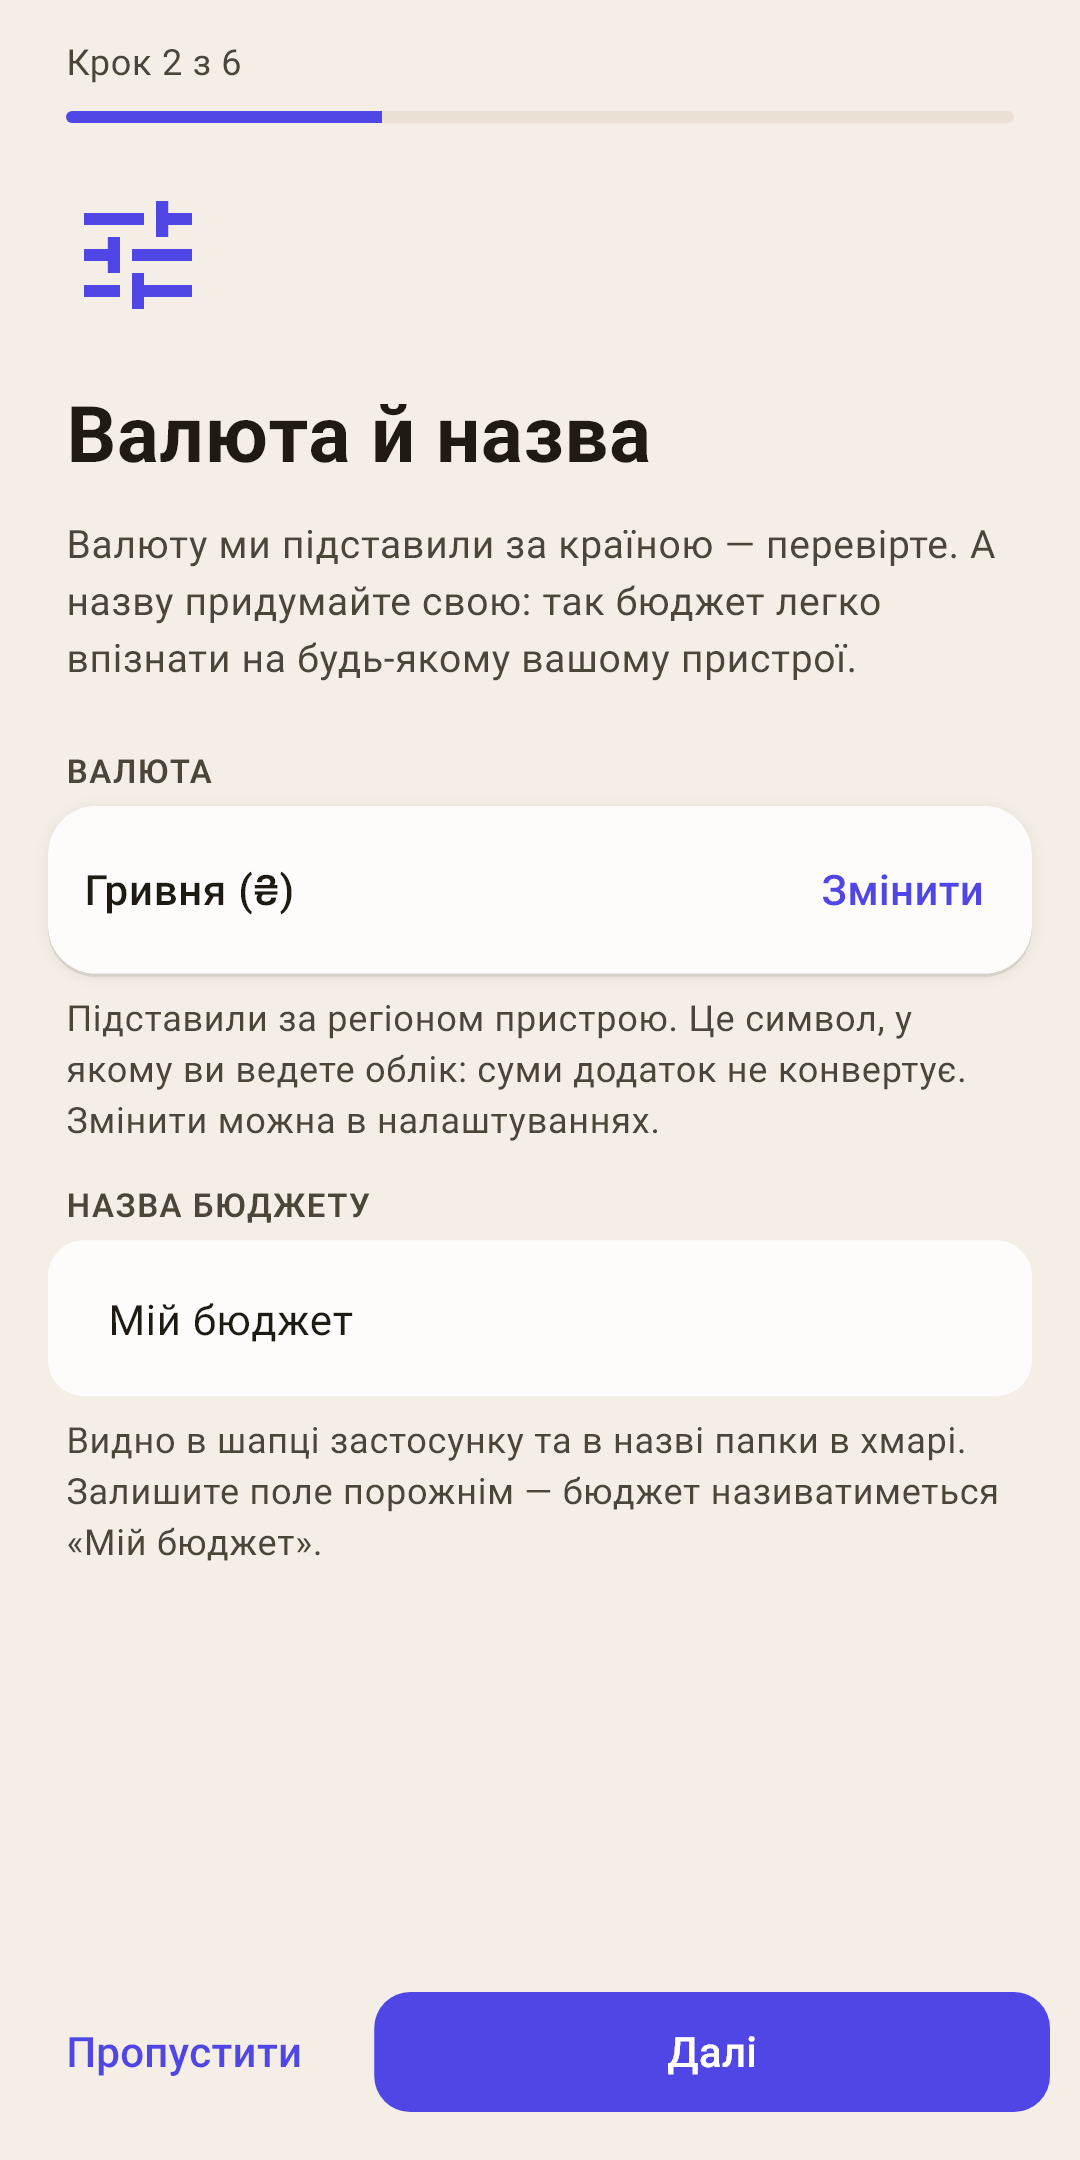 Крок 2 з 6
Валюта й назва
Валюту ми підставили за країною — перевірте. А
назву придумайте свою: так бюджет легко
впізнати на будь-якому вашому пристрої.
ВАЛЮТА
Гривня (₴)
Змінити
Підставили за регіоном пристрою. Це символ, у
якому ви ведете облік: суми додаток не конвертує.
Змінити можна в налаштуваннях.
НАЗВА БЮДЖЕТУ
Мій бюджет
Видно в шапці застосунку та в назві папки в хмарі.
Залишите поле порожнім — бюджет називатиметься
«Мій бюджет».
Пропустити
Далі